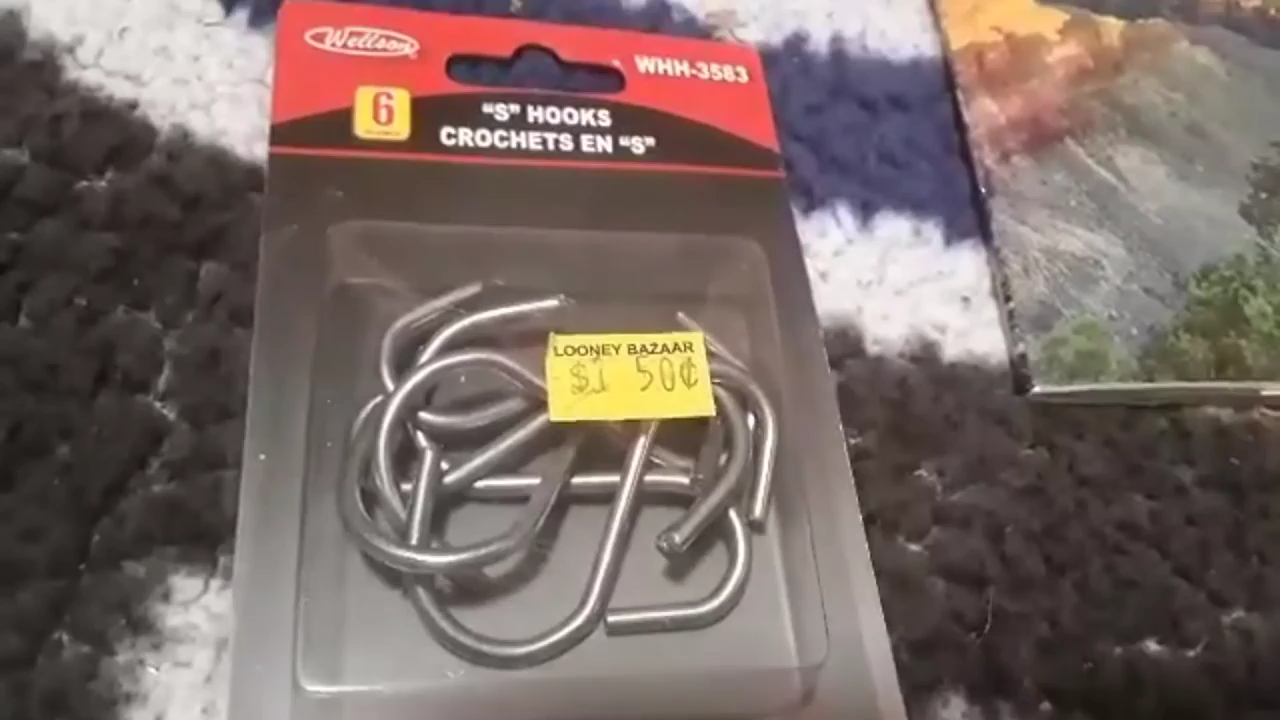 Wellson
WHH-3583
6
"S" HOOKS
CROCHETS EN "S"
LOONEY BAZAAR
$1 50¢